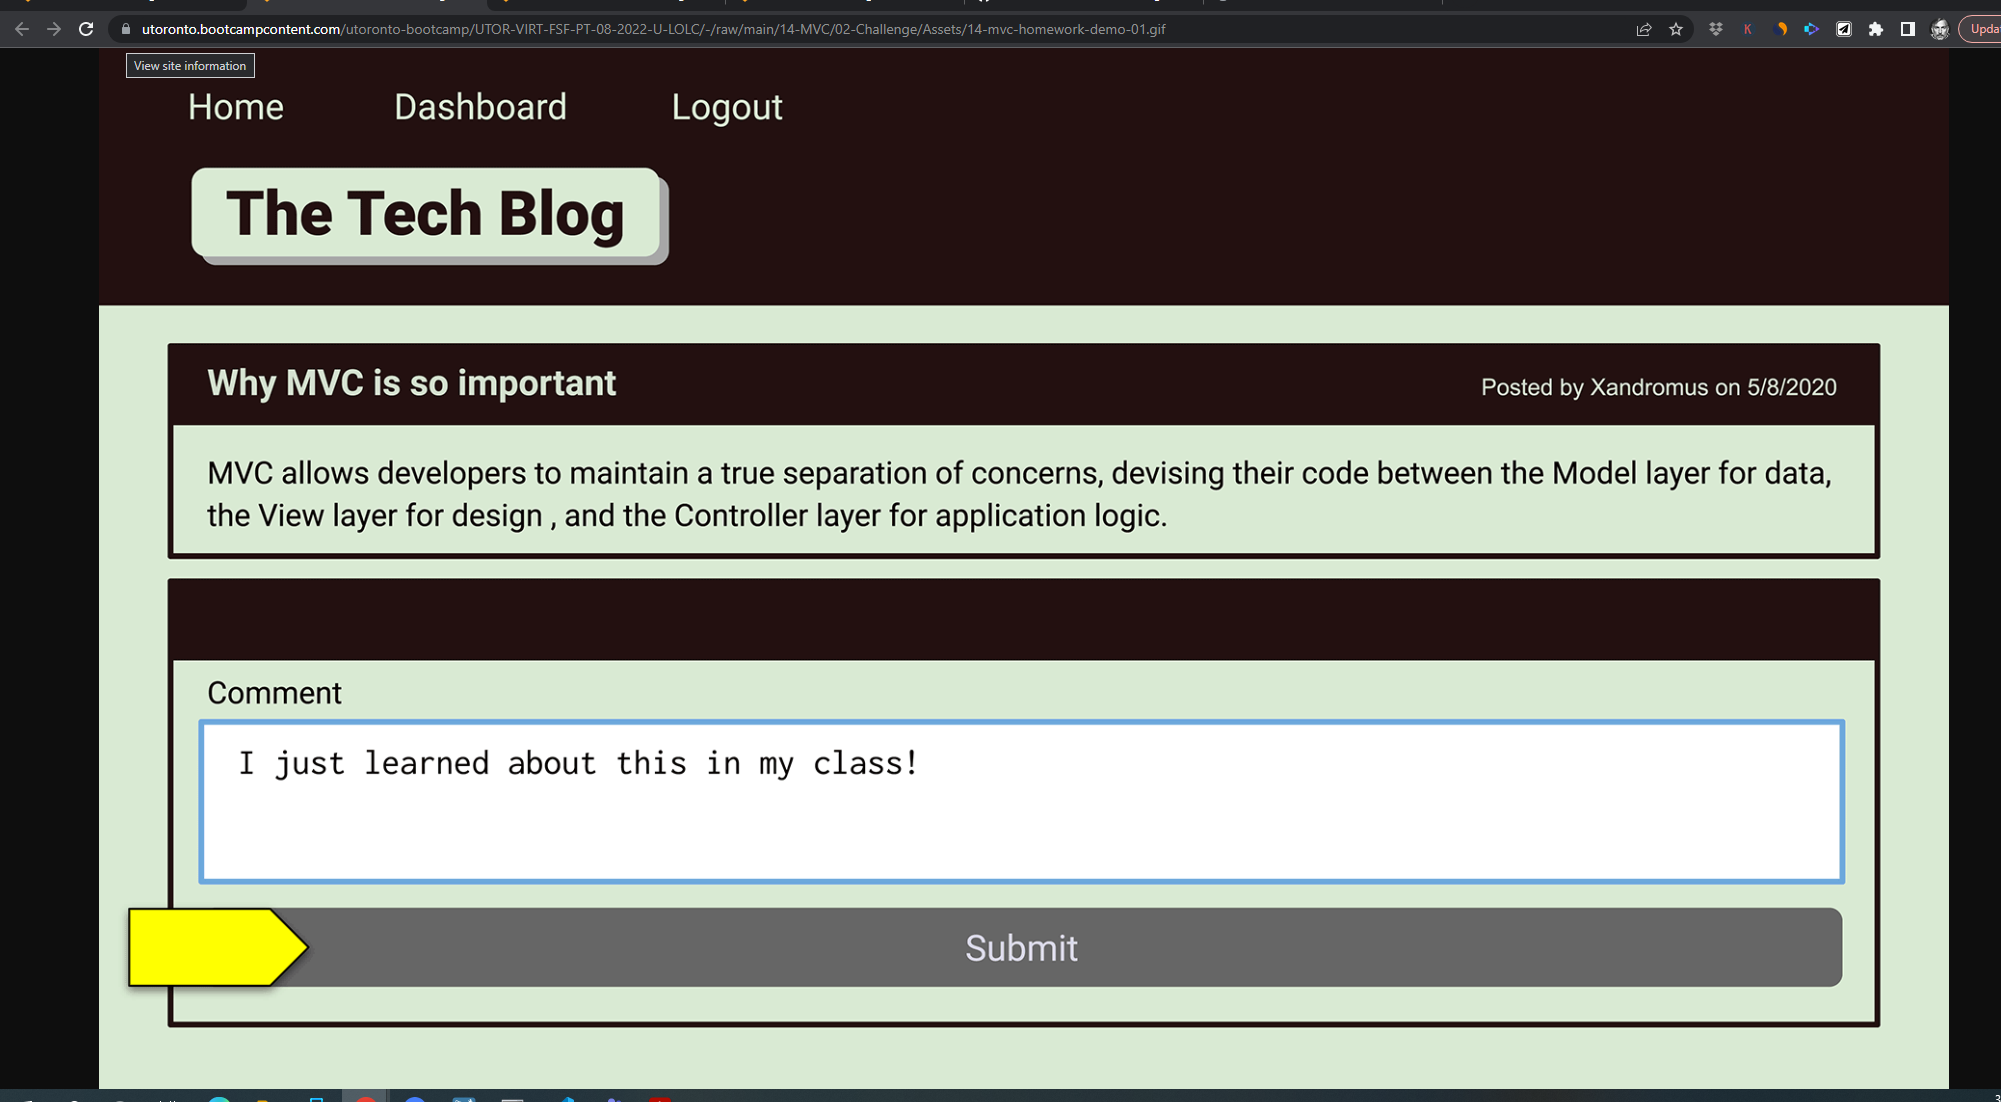 utoronto.bootcampcontent.com/utoronto-bootcamp/UTOR-VIRT-FSF-PT-08-2022-U-LOLC/-/raw/main/14-MVC/02-Challenge/Assets/14-mvc-homework-demo-01.gif
K
View site information
Home Dashboard Logout
The Tech Blog
Why MVC is so important
Posted by Xandromus on 5/8/2020
MVC allows developers to maintain a true separation of concerns, devising their code between the Model layer for data,
the View layer for design , and the Controller layer for application logic.
Comment
I just learned about this in my class!
Submit